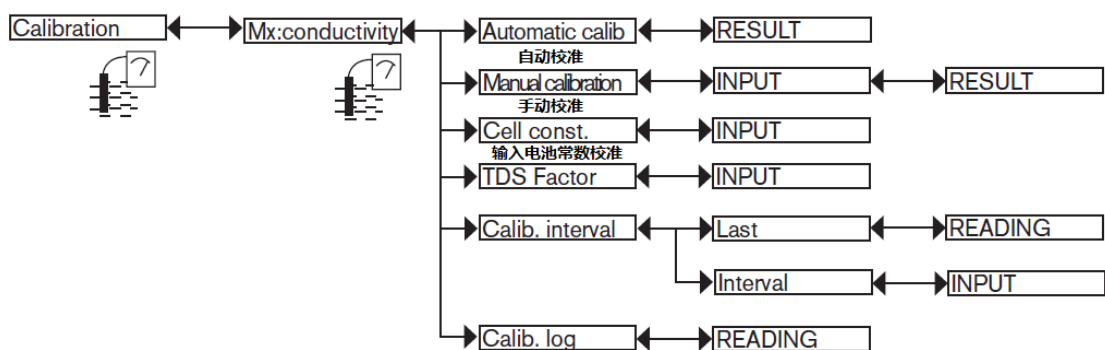 Calibration
Mx:conductivity
Automatic calib
RESULT
自动校准
Manual calibration
INPUT
RESULT
手动校准
Cell const.
INPUT
输入电池常数校准
TDS Factor
INPUT
Calib. interval
Last
READING
Interval
INPUT
Calib. log
READING